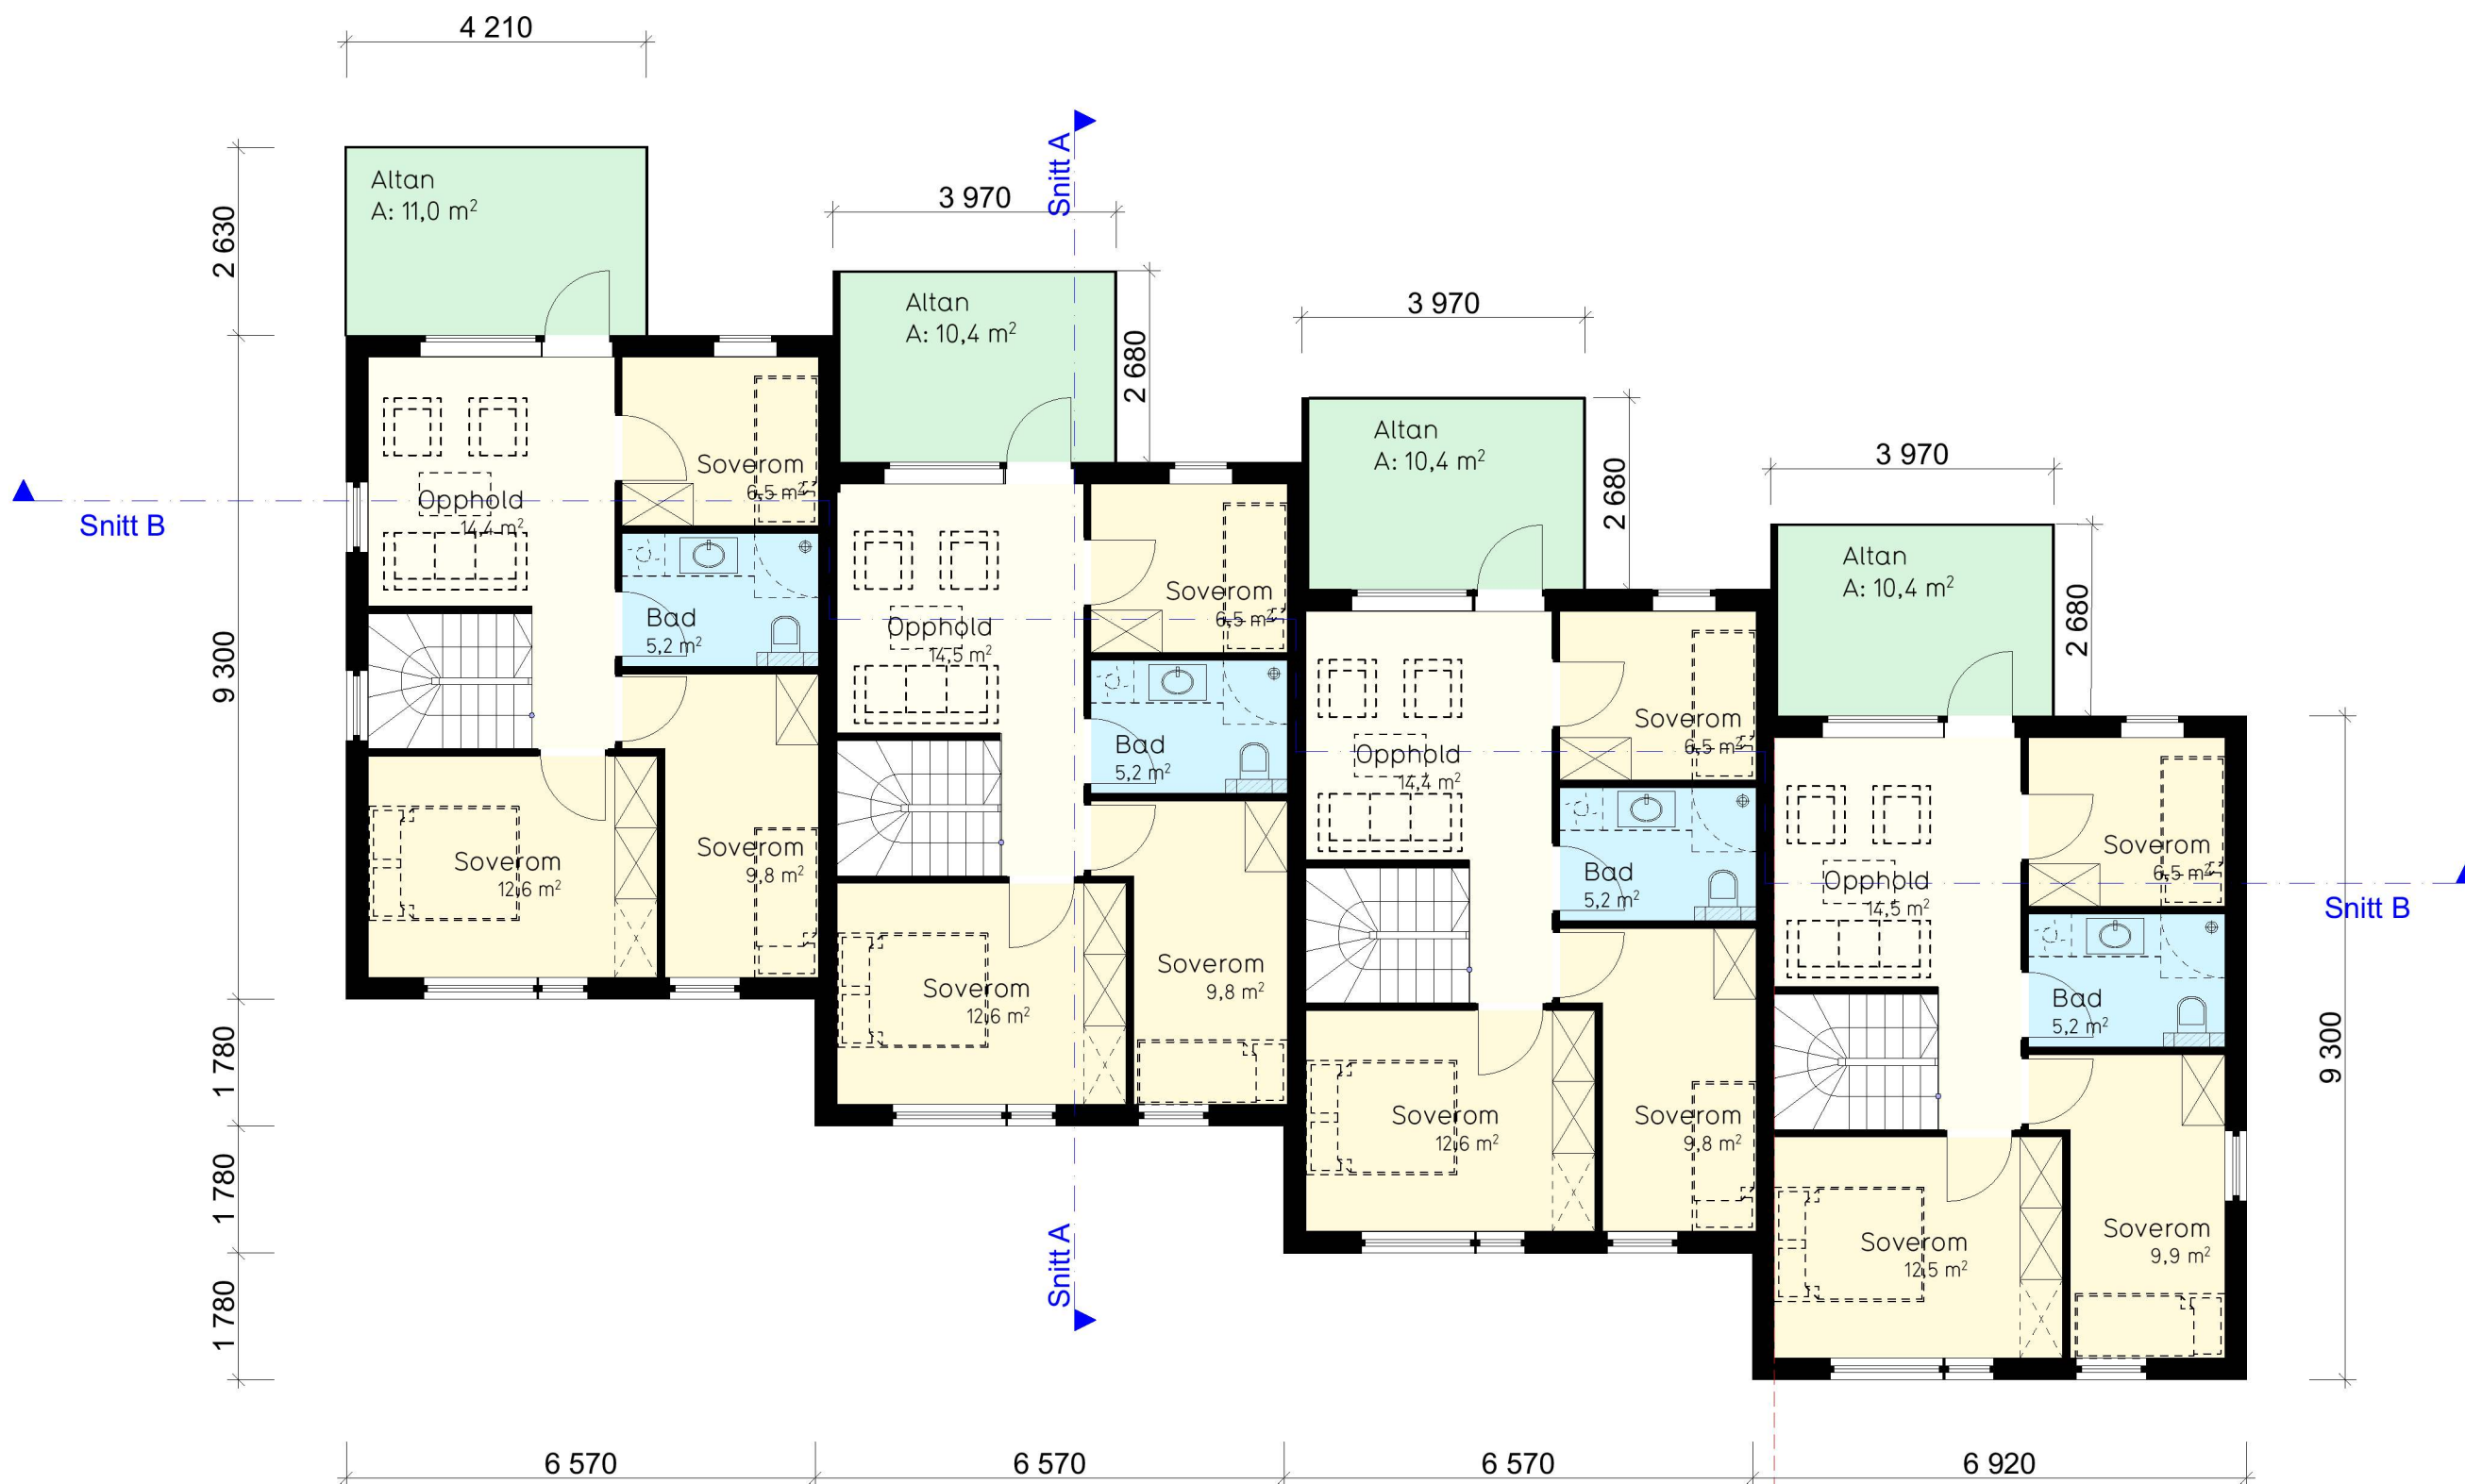 4 210
2 630
9 300
1 780
1 780
1 780
Snitt B
Snitt A
Altan
A: 11,0 m²
Opphold
14,4 m²
Soverom
6,5 m²
Bad
5,2 m²
Soverom
12,6 m²
Soverom
9,8 m²
3 970
2 680
Altan
A: 10,4 m²
Opphold
14,5 m²
Soverom
6,5 m²
Bad
5,2 m²
Soverom
12,6 m²
Soverom
9,8 m²
Snitt A
3 970
2 680
Altan
A: 10,4 m²
Opphold
14,4 m²
Soverom
6,5 m²
Bad
5,2 m²
Soverom
12,6 m²
Soverom
9,8 m²
3 970
2 680
Altan
A: 10,4 m²
Opphold
14,5 m²
Soverom
6,5 m²
Bad
5,2 m²
Soverom
12,5 m²
Soverom
9,9 m²
Snitt B
9 300
6 570
6 570
6 570
6 920